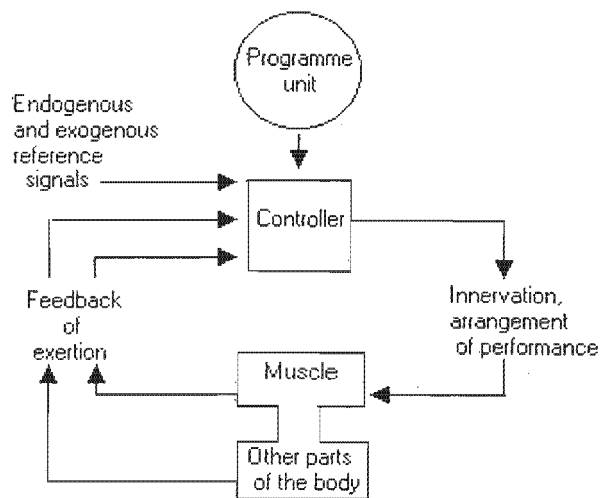 Programme
unit
Endogenous
and exogenous
reference
signals
Controller
Feedback
of
exertion
Innervation,
arrangement
of performance
Muscle
Other parts
of the body